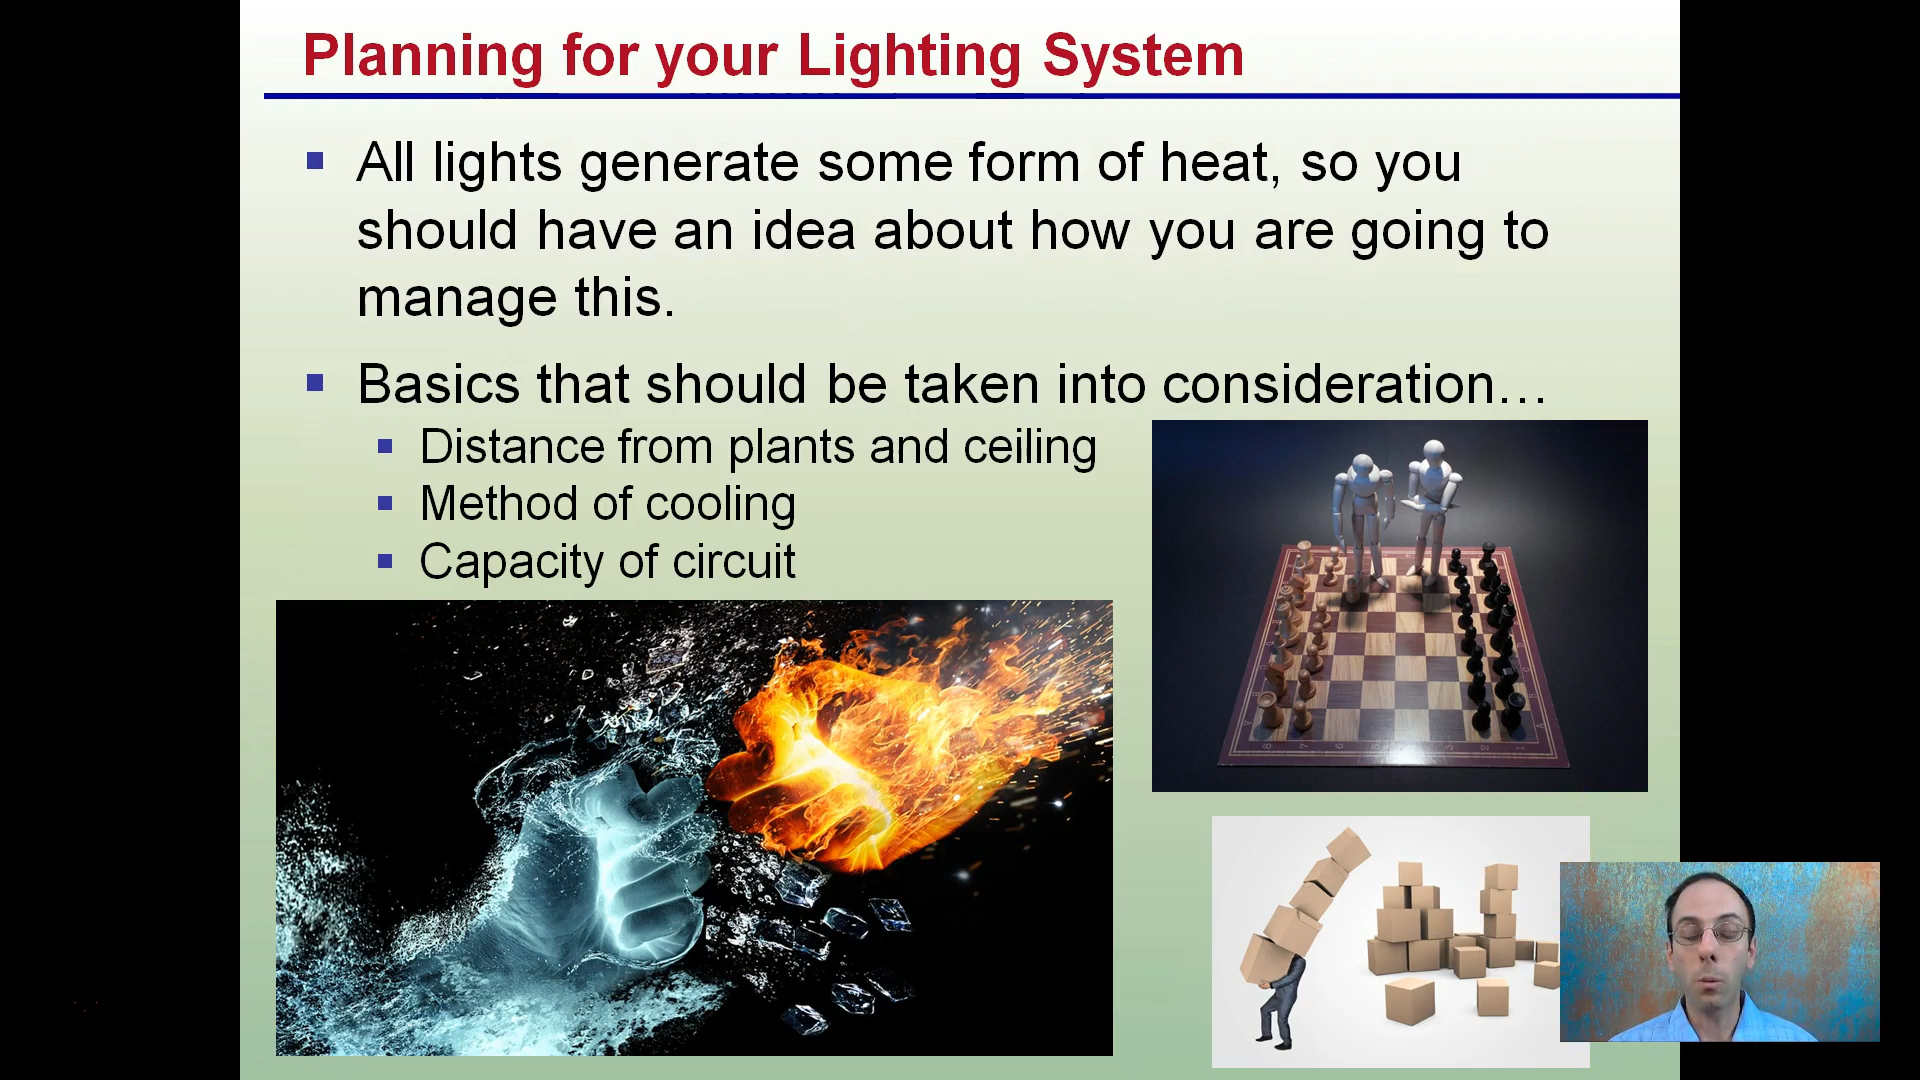 Planning for your Lighting System
All lights generate some form of heat, so you
should have an idea about how you are going to
manage this.
Basics that should be taken into consideration…
Distance from plants and ceiling
Method of cooling
Capacity of circuit